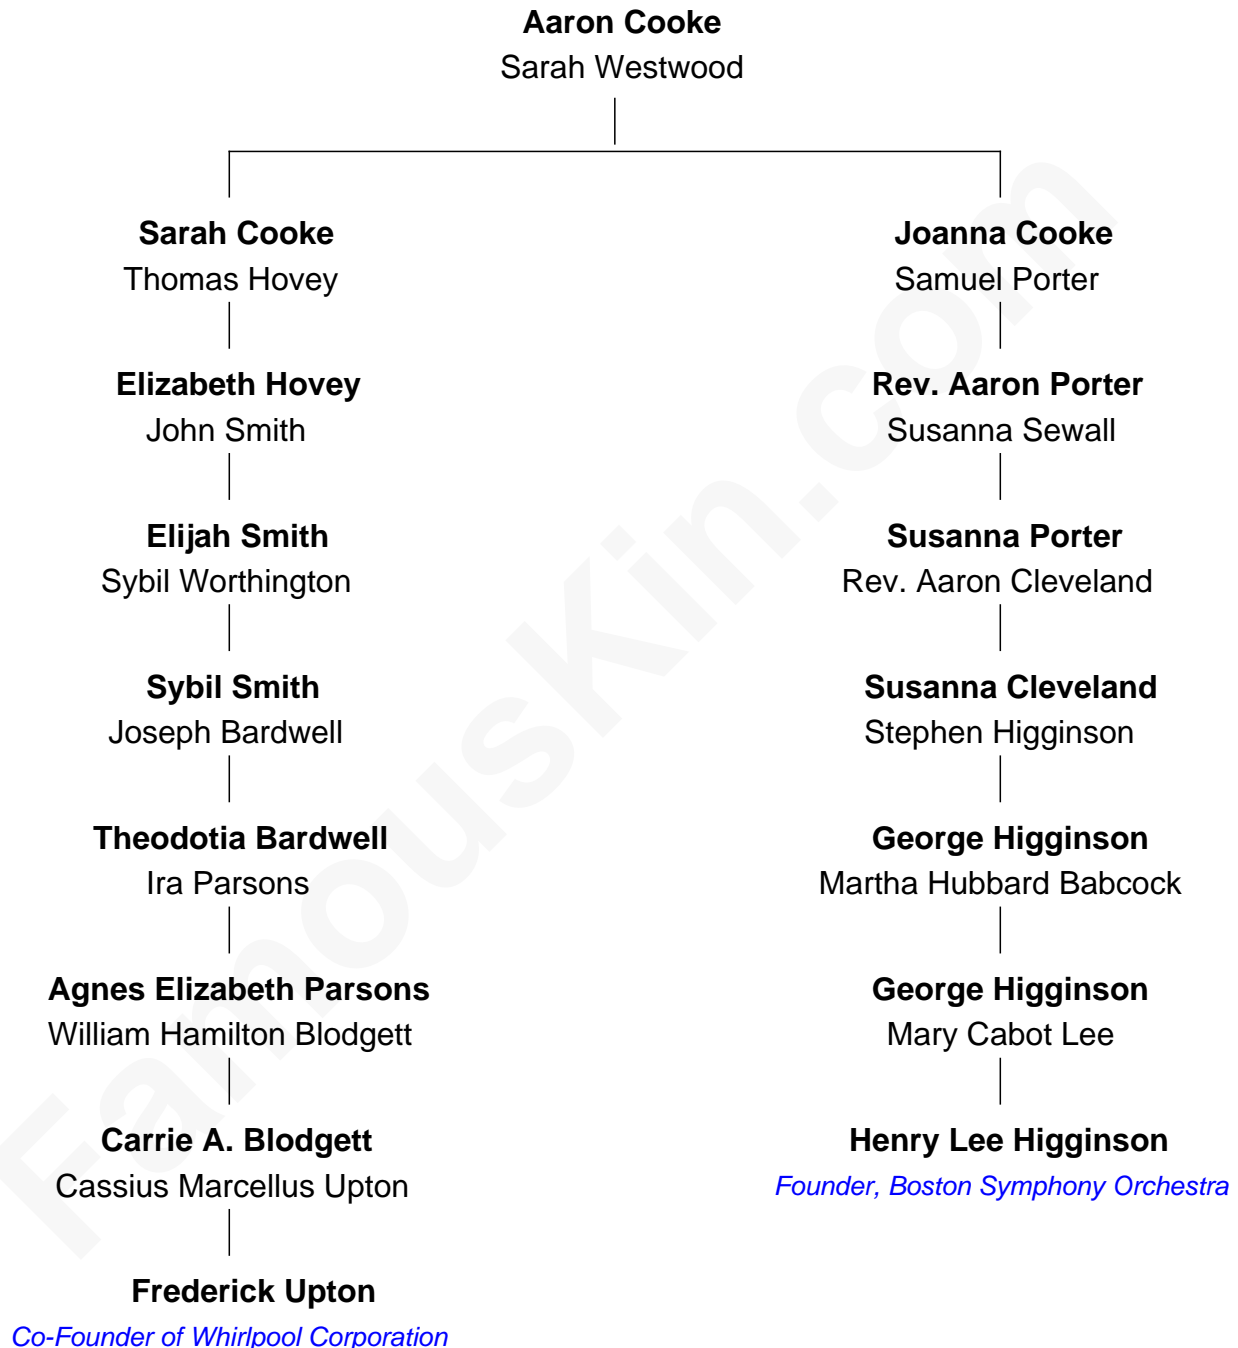 Aaron Cooke
Sarah Westwood
Sarah Cooke
Thomas Hovey
Joanna Cooke
Samuel Porter
Elizabeth Hovey
John Smith
Rev. Aaron Porter
Susanna Sewall
Elijah Smith
Sybil Worthington
Susanna Porter
Rev. Aaron Cleveland
Sybil Smith
Joseph Bardwell
Susanna Cleveland
Stephen Higginson
Theodotia Bardwell
Ira Parsons
George Higginson
Martha Hubbard Babcock
Agnes Elizabeth Parsons
William Hamilton Blodgett
George Higginson
Mary Cabot Lee
Carrie A. Blodgett
Cassius Marcellus Upton
Henry Lee Higginson
Founder, Boston Symphony Orchestra
Frederick Upton
Co-Founder of Whirlpool Corporation
FamousKin.com